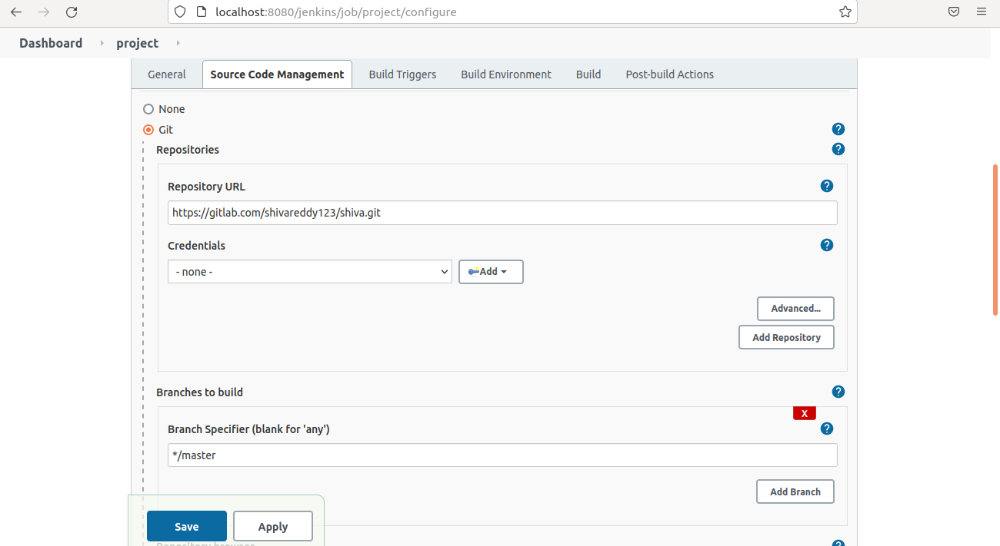 localhost:8080/jenkins/job/project/configure
Dashboard project
General Source Code Management Build Triggers Build Environment Build Post-build Actions
None
Git ?
Repositories ?
Repository URL ?
https://gitlab.com/shivareddy123/shiva.git
Credentials ?
- none - Add
Advanced...
Add Repository
Branches to build ?
X
Branch Specifier (blank for 'any') ?
*/master
Add Branch
Save Apply
Repository browser ?